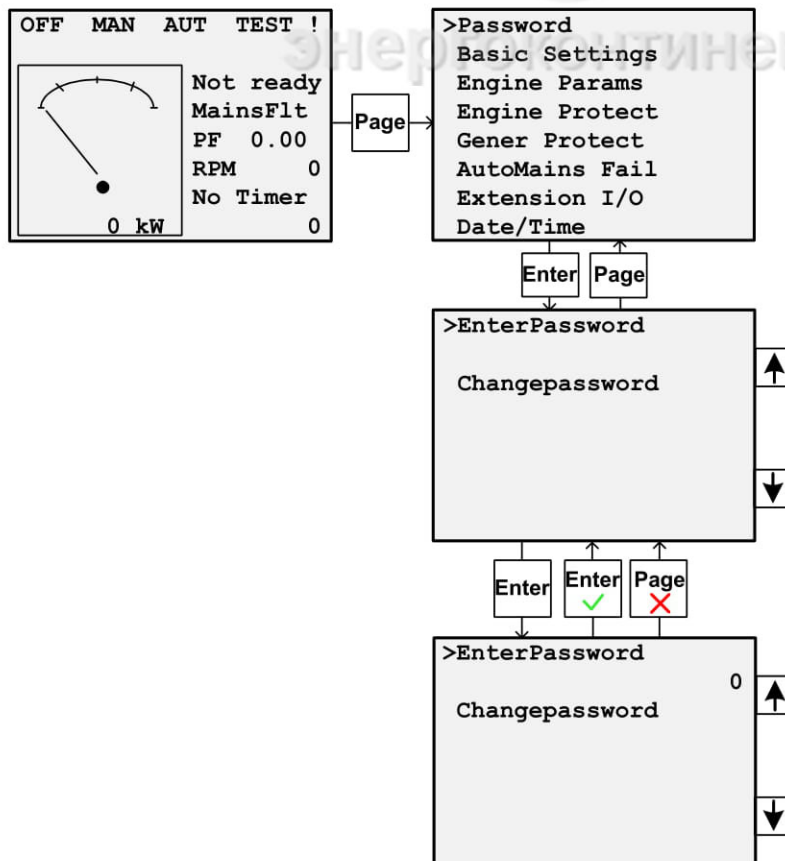 энергоконтинен
OFF MAN AUT TEST !
Not ready
MainsFlt
PF 0.00
RPM 0
No Timer
0 kW 0
Page
>Password
Basic Settings
Engine Params
Engine Protect
Gener Protect
AutoMains Fail
Extension I/O
Date/Time
Enter Page
>EnterPassword
Changepassword
Enter Enter Page
>EnterPassword
0
Changepassword